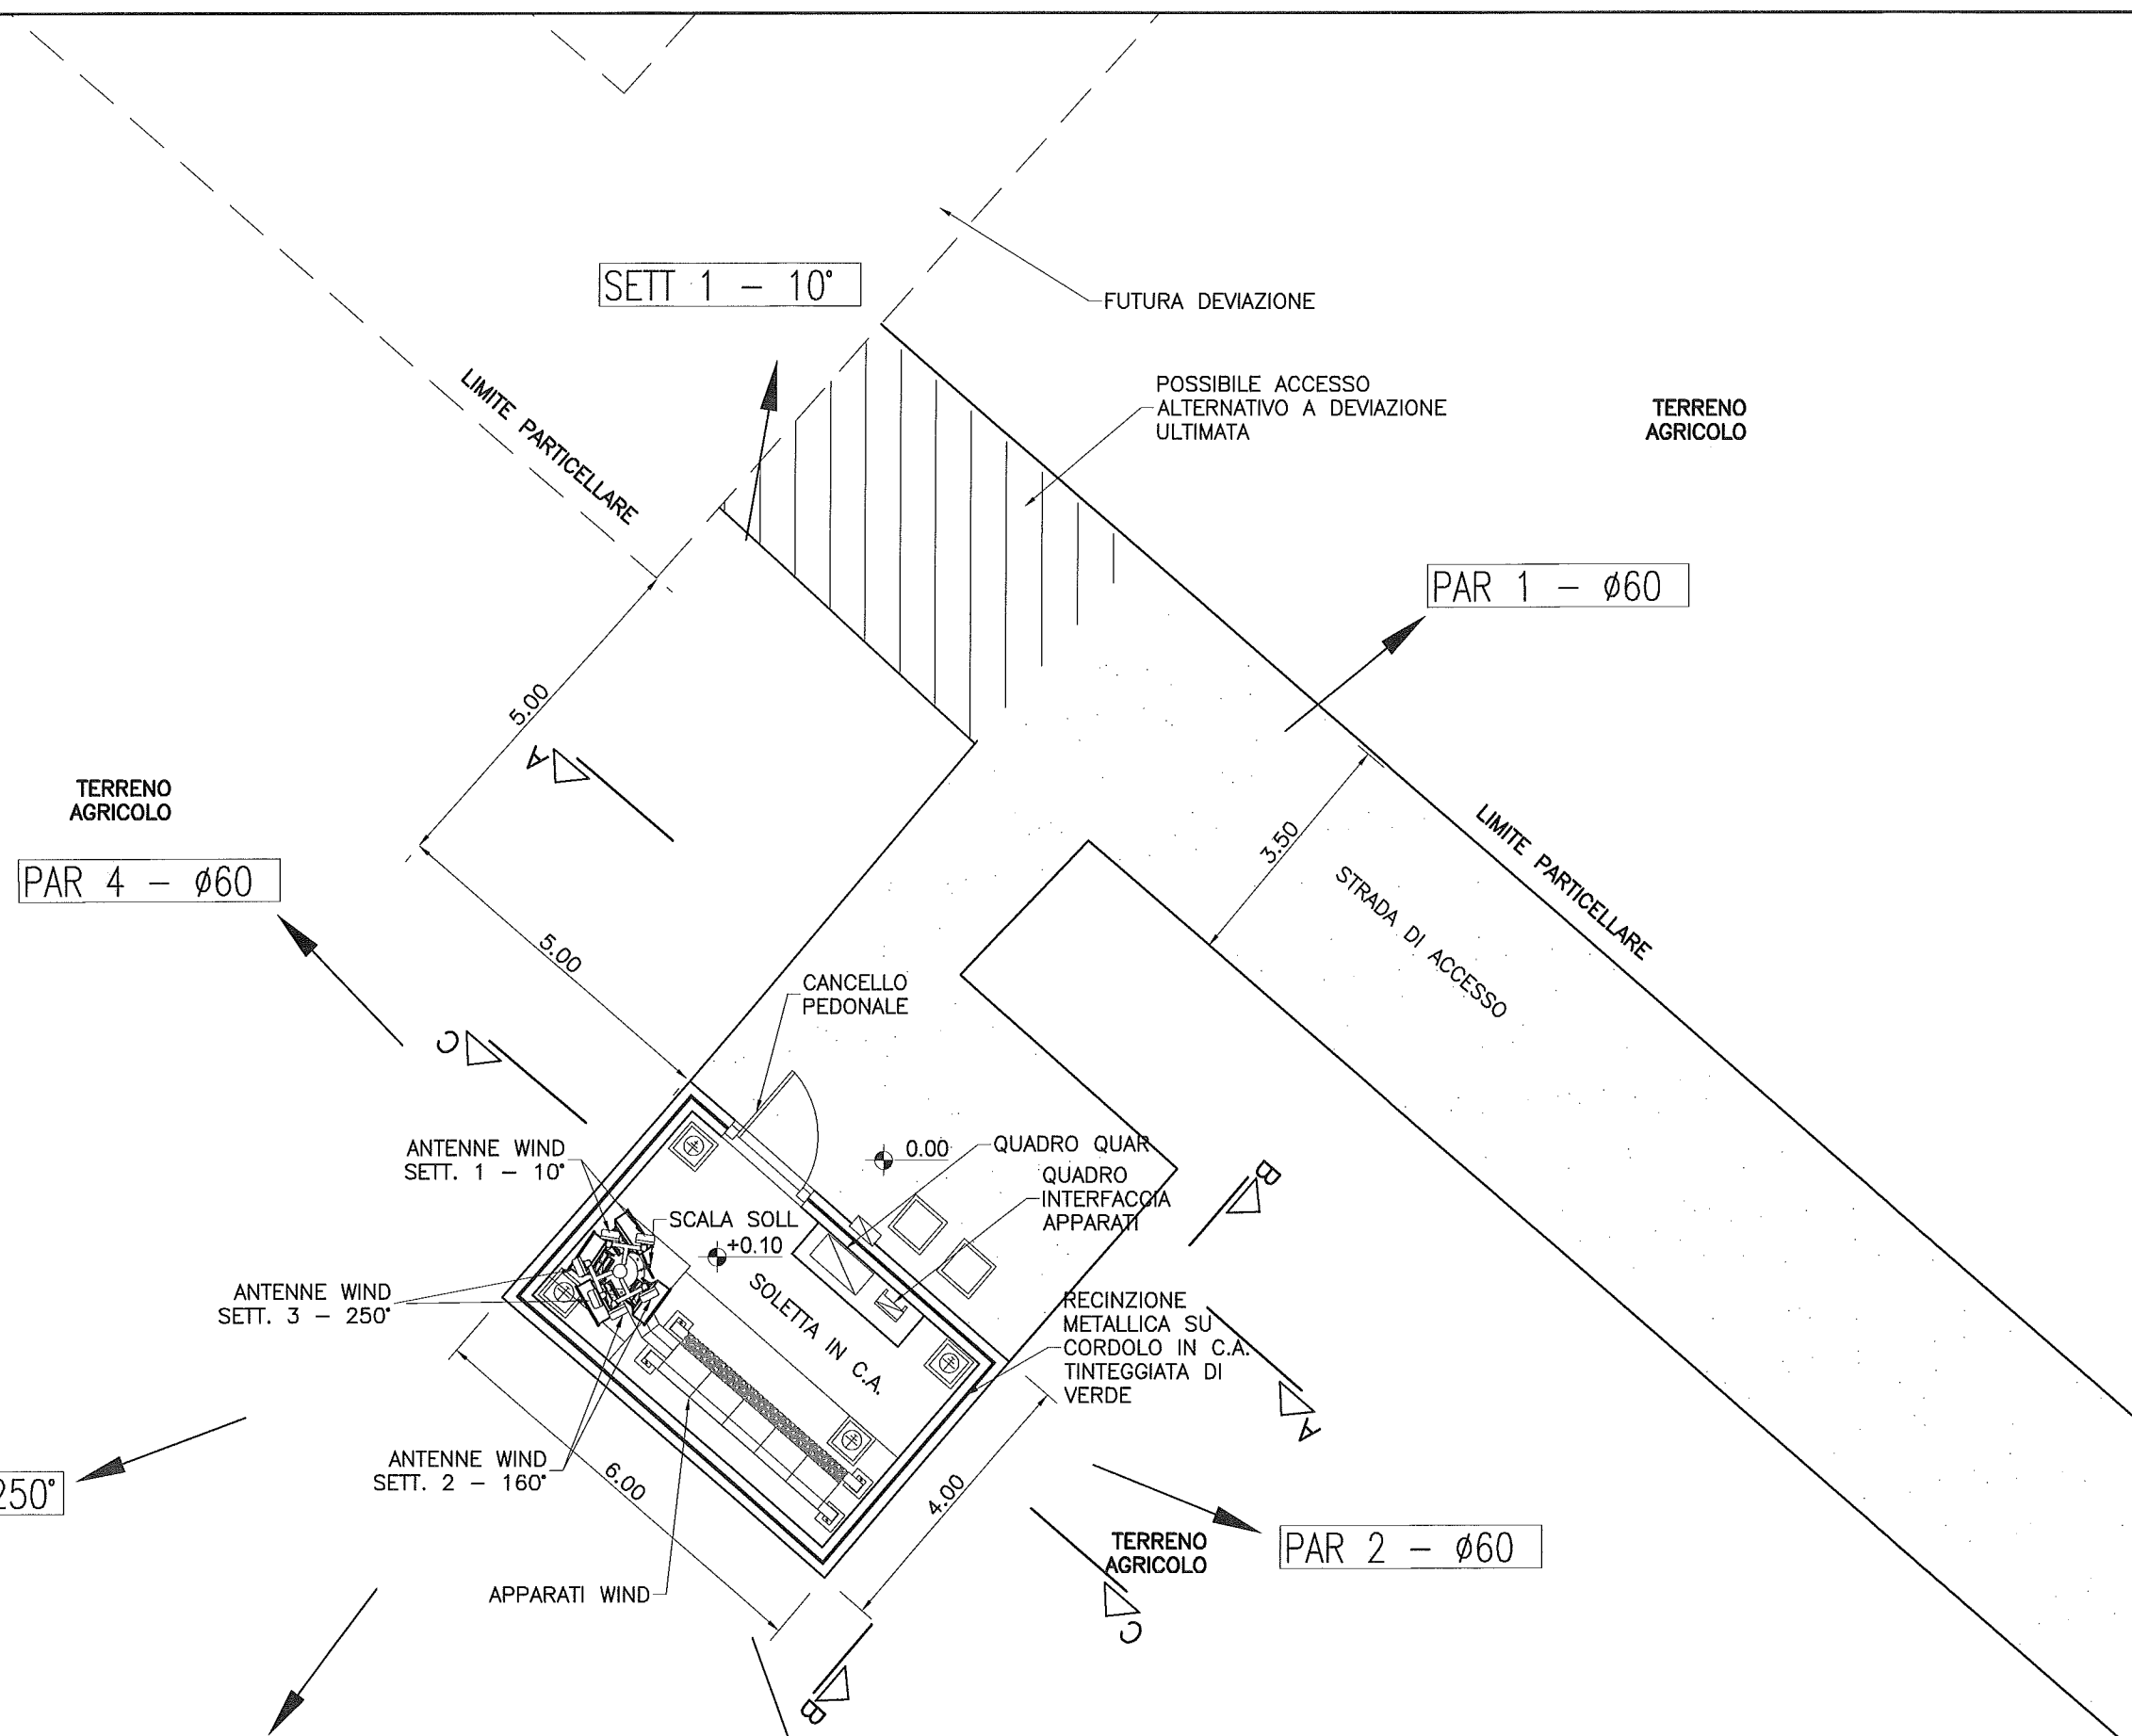 SETT 1 – 10°
FUTURA DEVIAZIONE
POSSIBILE ACCESSO
ALTERNATIVO A DEVIAZIONE
ULTIMATA
TERRENO
AGRICOLO
LIMITE PARTICELLARE
PAR 1 – ø60
5.00
A
3.50
LIMITE PARTICELLARE
STRADA DI ACCESSO
TERRENO
AGRICOLO
PAR 4 – ø60
5.00
CANCELLO
PEDONALE
C
ANTENNE WIND
SETT. 1 – 10°
0.00
QUADRO QUAR
QUADRO
INTERFACCIA
APPARATI
B
SCALA SOLL
+0.10
SOLETTA IN C.A.
ANTENNE WIND
SETT. 3 – 250°
RECINZIONE
METALLICA SU
CORDOLO IN C.A.
TINTEGGIATA DI
VERDE
A
ANTENNE WIND
SETT. 2 – 160°
250°
6.00
4.00
TERRENO
AGRICOLO
PAR 2 – ø60
APPARATI WIND
C
B